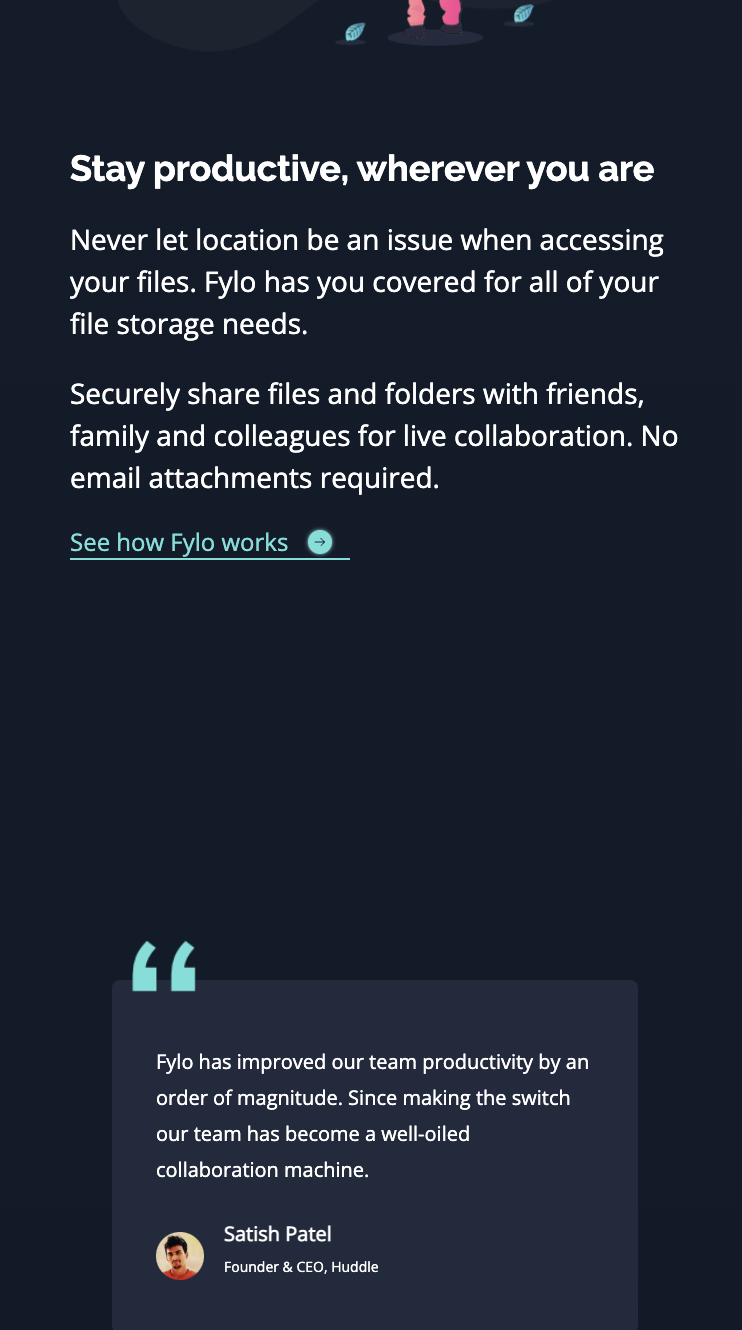 Stay productive, wherever you are
Never let location be an issue when accessing
your files. Fylo has you covered for all of your
file storage needs.
Securely share files and folders with friends,
family and colleagues for live collaboration. No
email attachments required.
See how Fylo works
Fylo has improved our team productivity by an
order of magnitude. Since making the switch
our team has become a well-oiled
collaboration machine.
Satish Patel
Founder & CEO, Huddle